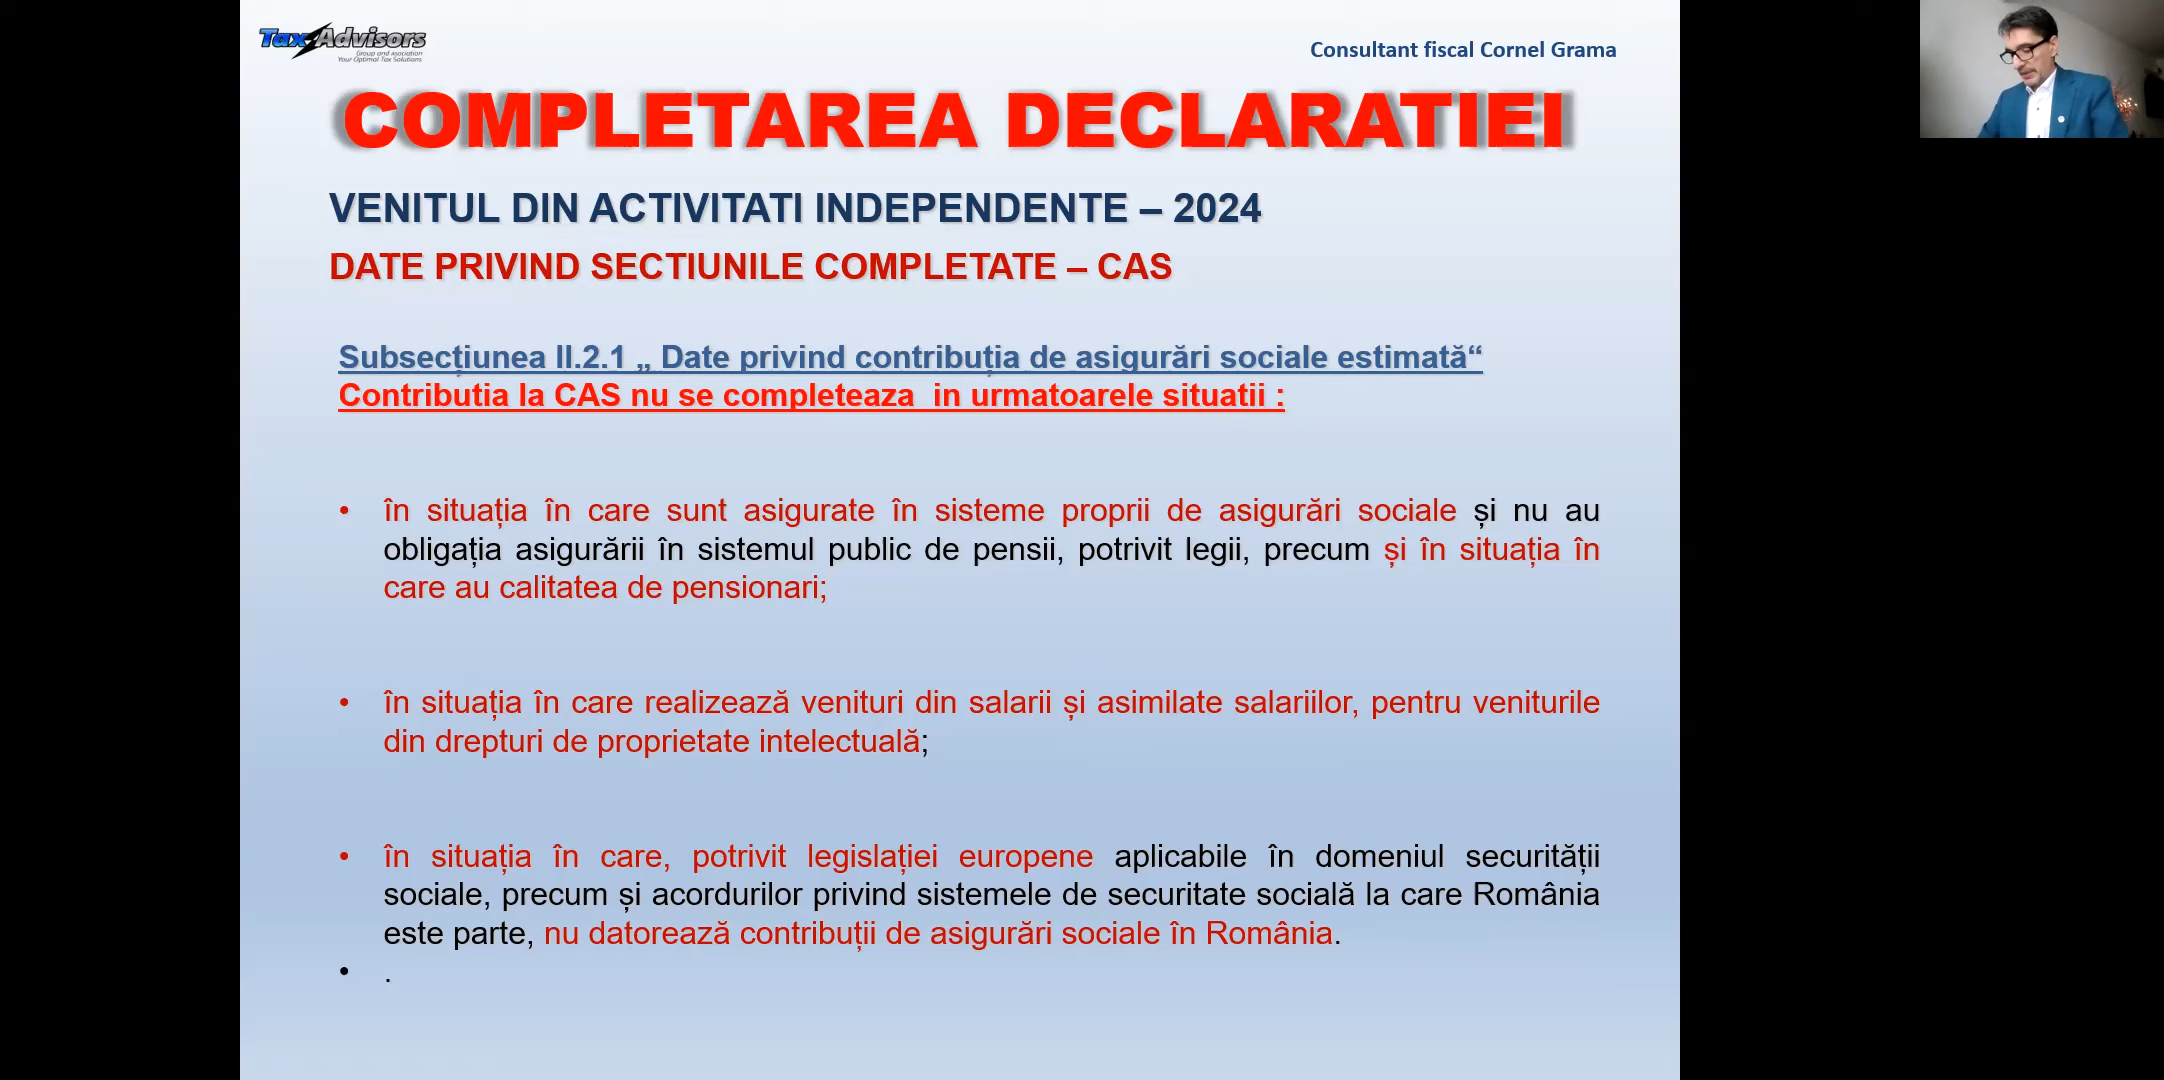 Tax Advisors
Group and Asociation
Your Optimal Tax Solutions
Consultant fiscal Cornel Grama
COMPLETAREA DECLARATIEI
VENITUL DIN ACTIVITATI INDEPENDENTE – 2024
DATE PRIVIND SECTIUNILE COMPLETATE – CAS
Subsecțiunea II.2.1 „ Date privind contribuția de asigurări sociale estimată“
Contributia la CAS nu se completeaza in urmatoarele situatii :
• în situația în care sunt asigurate în sisteme proprii de asigurări sociale și nu au
obligația asigurării în sistemul public de pensii, potrivit legii, precum și în situația în
care au calitatea de pensionari;
• în situația în care realizează venituri din salarii și asimilate salariilor, pentru veniturile
din drepturi de proprietate intelectuală;
• în situația în care, potrivit legislației europene aplicabile în domeniul securității
sociale, precum și acordurilor privind sistemele de securitate socială la care România
este parte, nu datorează contribuții de asigurări sociale în România.
• .